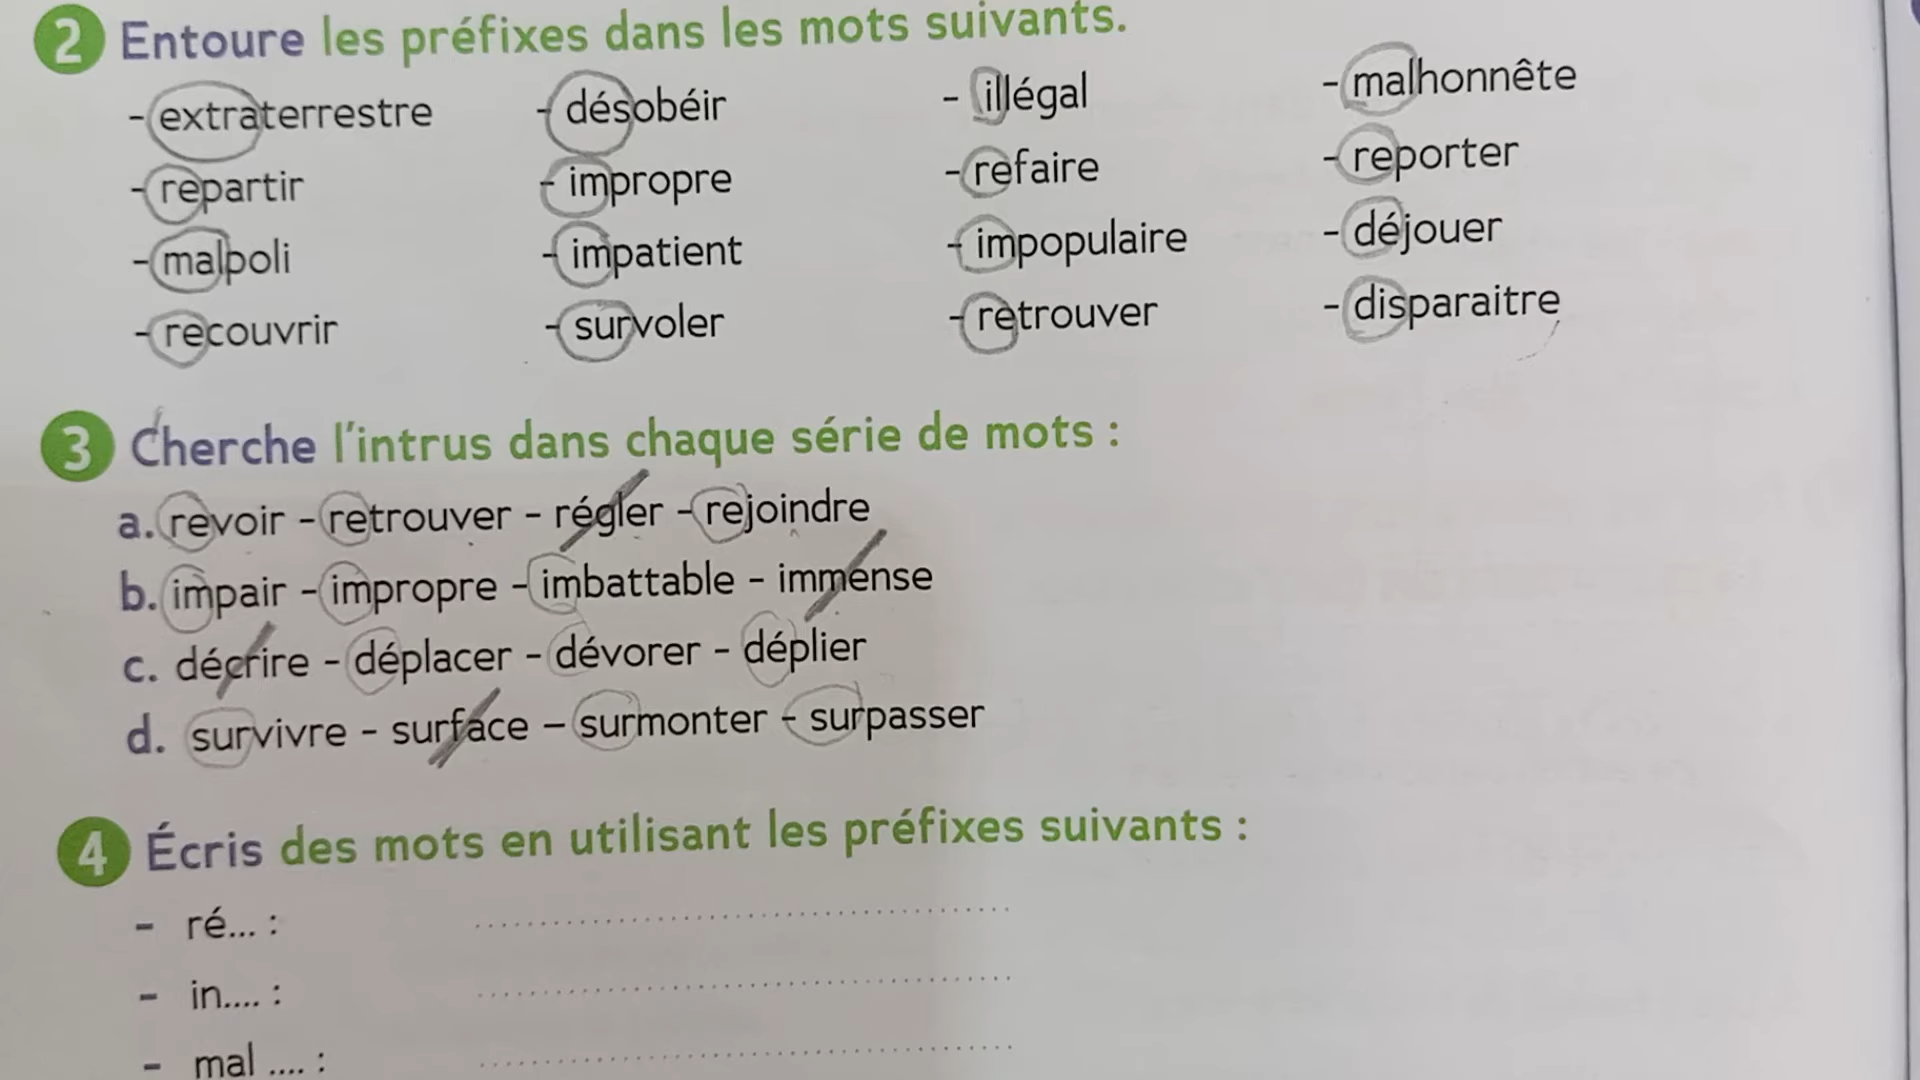 2 Entoure les préfixes dans les mots suivants.
- extraterrestre - désobéir - illégal - malhonnête
- repartir - impropre - refaire - reporter
- malpoli - impatient - impopulaire - déjouer
- recouvrir - survoler - retrouver - disparaitre
3 Cherche l'intrus dans chaque série de mots :
a. revoir - retrouver - régler - rejoindre
b. impair - impropre - imbattable - immense
c. décrire - déplacer - dévorer - déplier
d. survivre - surface - surmonter - surpasser
4 Écris des mots en utilisant les préfixes suivants :
- ré... : ........................................
- in.... : ........................................
- mal .... : ........................................